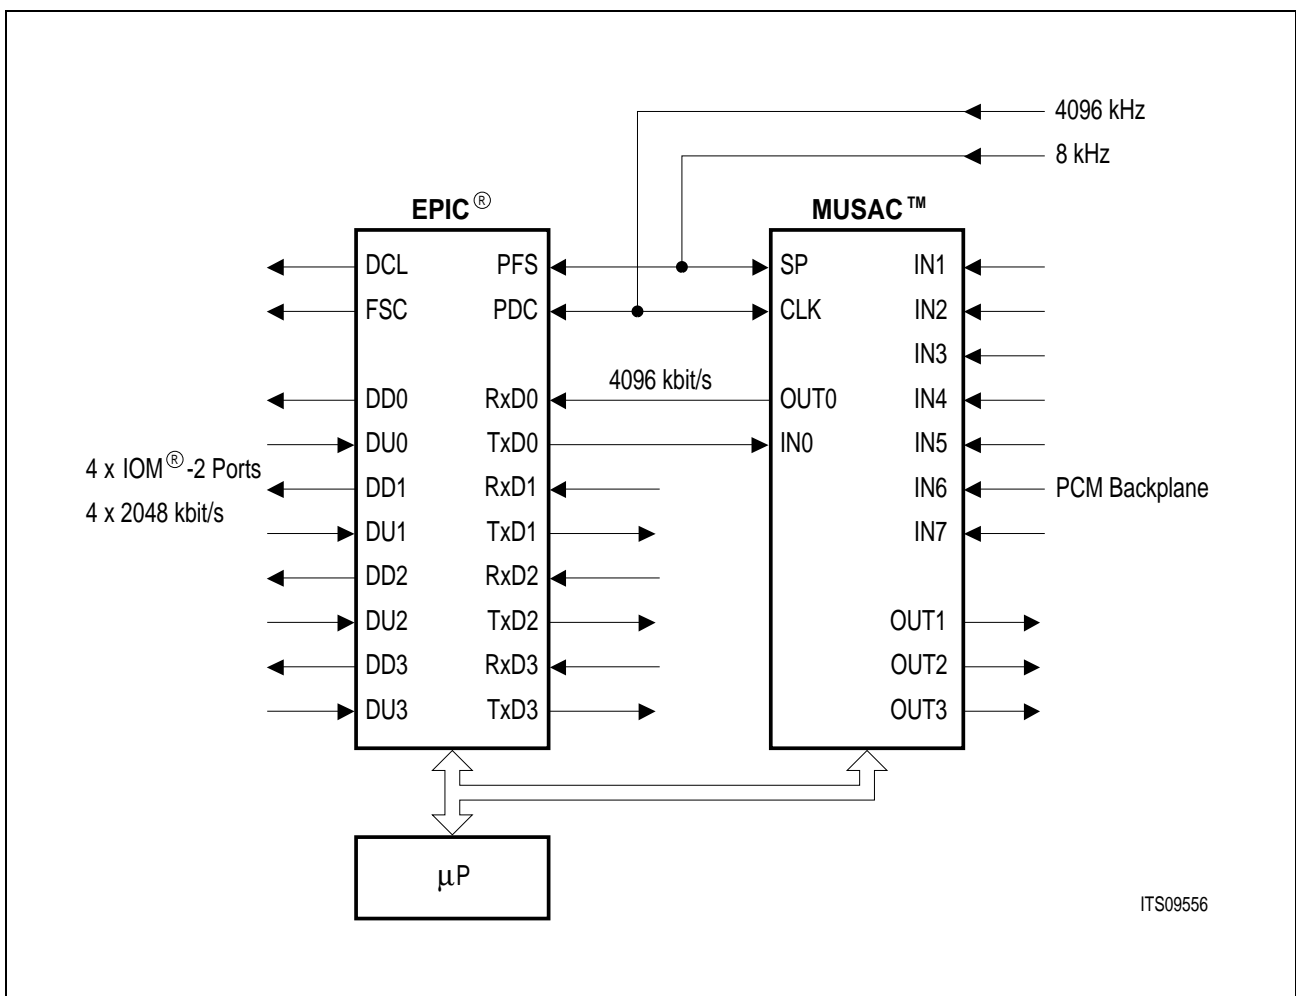 4096 kHz
8 kHz
EPIC®
MUSAC™
DCL PFS SP IN1
FSC PDC CLK IN2
IN3
4096 kbit/s
DD0 RxD0 OUT0 IN4
DU0 TxD0 IN0 IN5
4 x IOM®-2 Ports
DD1 RxD1 IN6 PCM Backplane
4 x 2048 kbit/s
DU1 TxD1 IN7
DD2 RxD2
DU2 TxD2 OUT1
DD3 RxD3 OUT2
DU3 TxD3 OUT3
μP
ITS09556